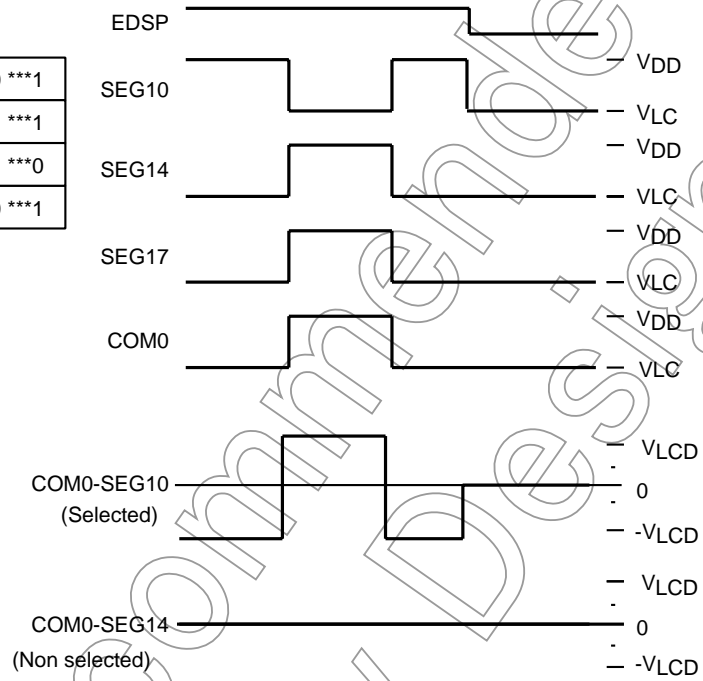 EDSP
***1
***1
***0
***1
SEG10
VDD
VLC
SEG14
VDD
VLC
SEG17
VDD
VLC
COM0
VDD
VLC
COM0-SEG10
(Selected)
VLCD
0
-VLCD
COM0-SEG14
(Non selected)
VLCD
0
-VLCD